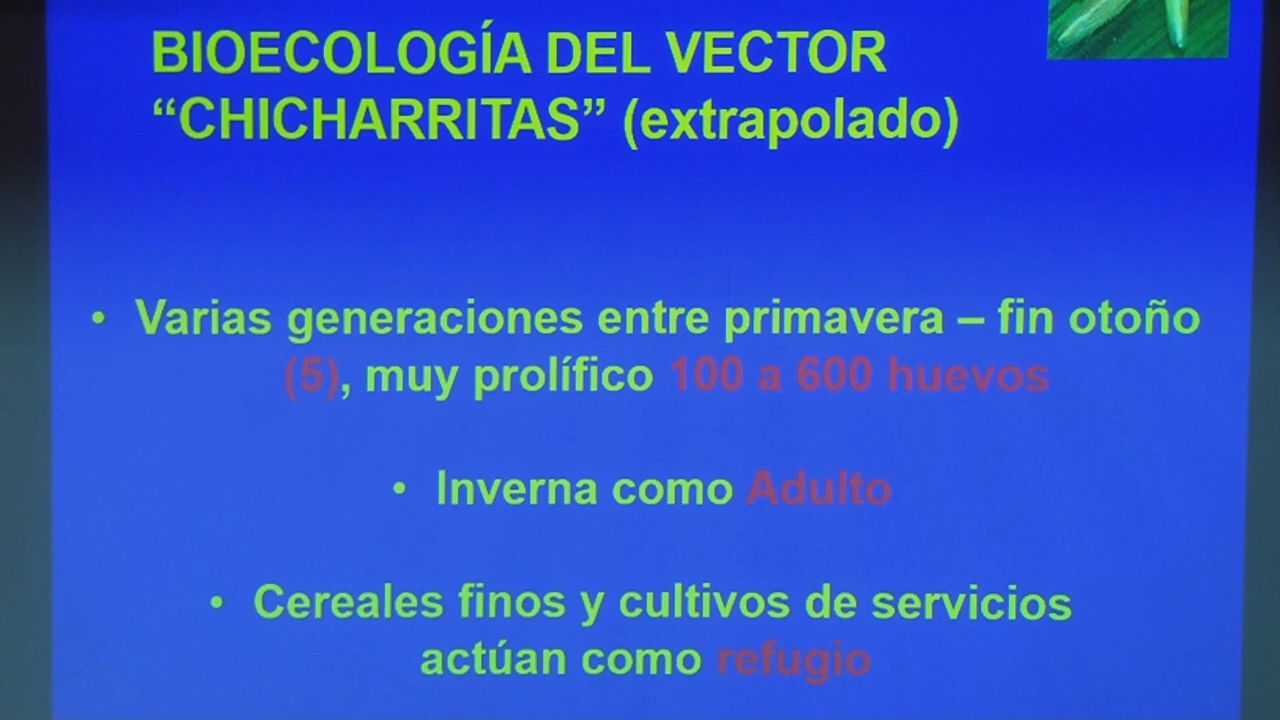 BIOECOLOGÍA DEL VECTOR
“CHICHARRITAS” (extrapolado)
• Varias generaciones entre primavera – fin otoño
(5), muy prolífico 100 a 600 huevos
• Inverna como Adulto
• Cereales finos y cultivos de servicios
actúan como refugio